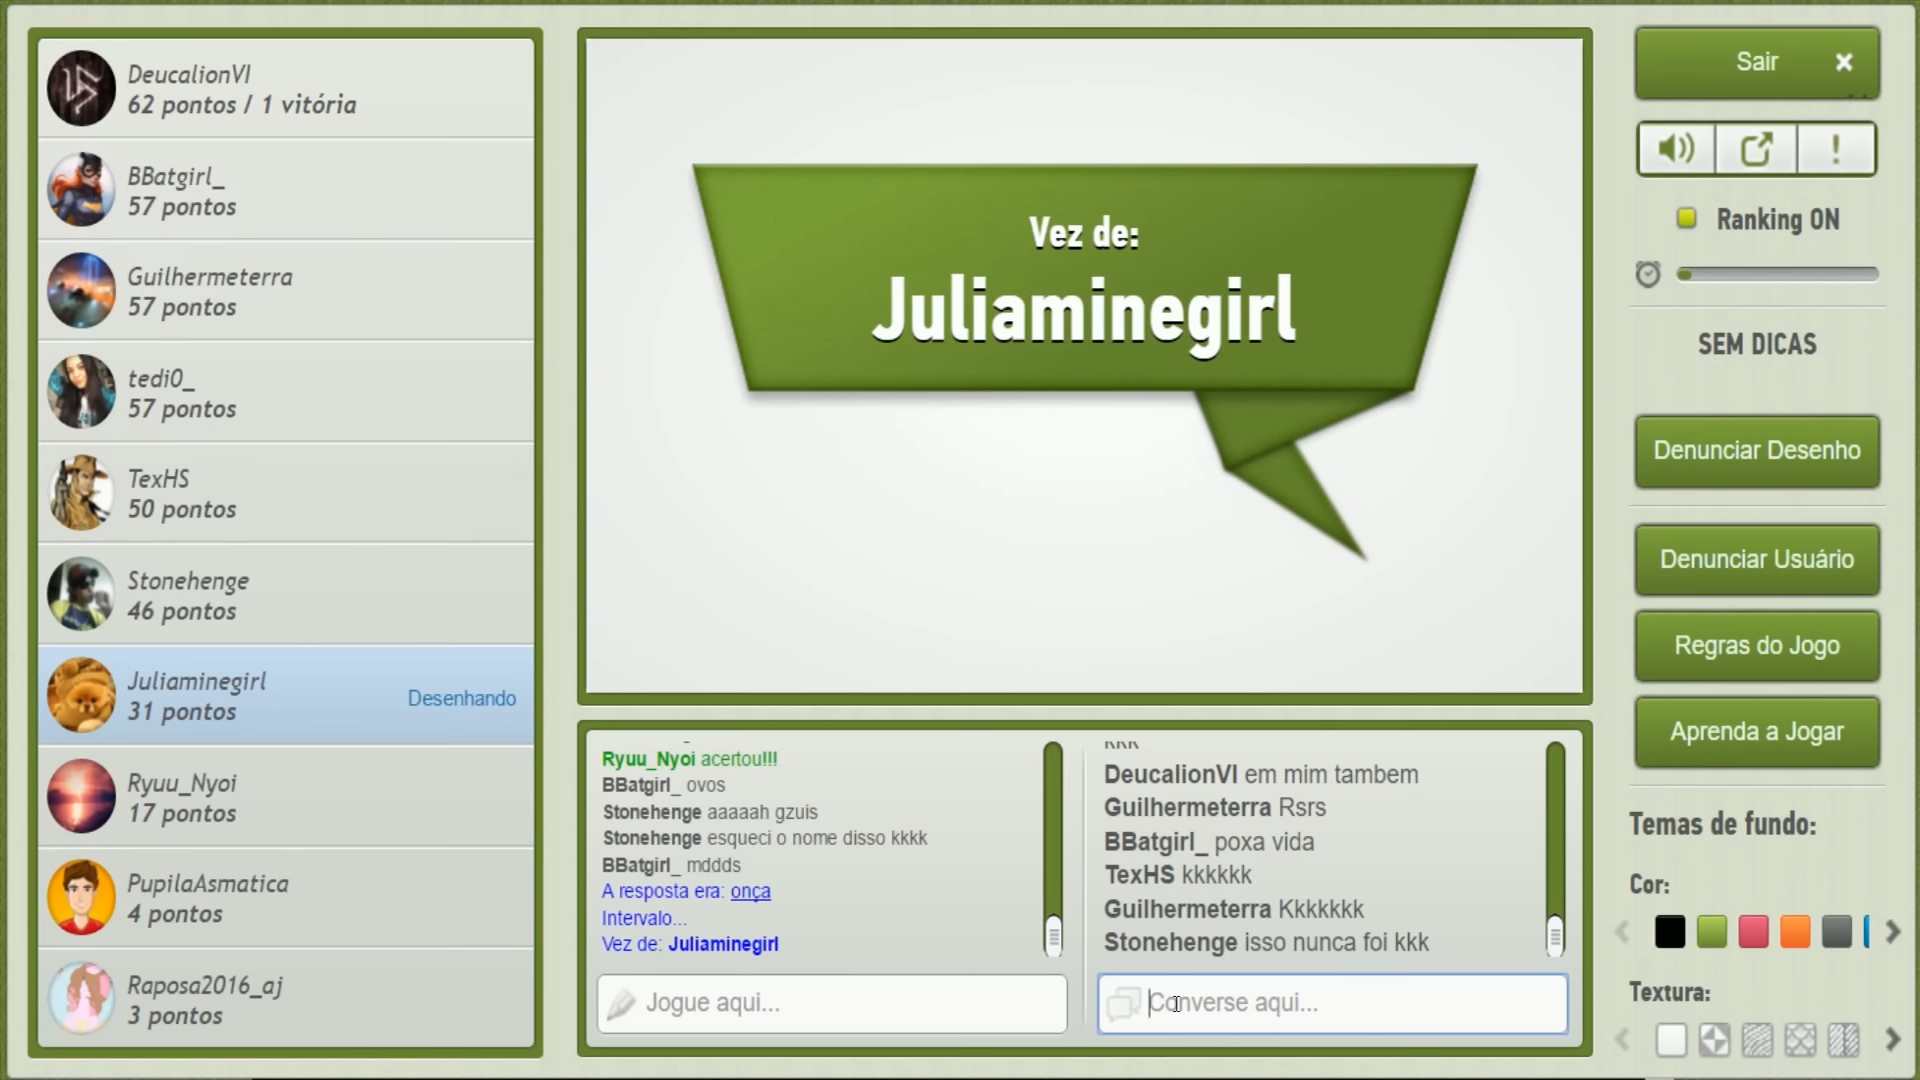 DeucalionVI
62 pontos / 1 vitória
BBatgirl_
57 pontos
Guilhermeterra
57 pontos
tedi0_
57 pontos
TexHS
50 pontos
Stonehenge
46 pontos
Juliaminegirl
31 pontos
Desenhando
Ryuu_Nyoi
17 pontos
PupilaAsmatica
4 pontos
Raposa2016_aj
3 pontos
Vez de:
Juliaminegirl
Ryuu_Nyoi acertou!!!
BBatgirl_ ovos
Stonehenge aaaaah gzuis
Stonehenge esqueci o nome disso kkkk
BBatgirl_ mddds
A resposta era: onça
Intervalo...
Vez de: Juliaminegirl
Jogue aqui...
kkk
DeucalionVI em mim tambem
Guilhermeterra Rsrs
BBatgirl_ poxa vida
TexHS kkkkkk
Guilhermeterra Kkkkkkk
Stonehenge isso nunca foi kkk
Converse aqui...
Sair
Ranking ON
SEM DICAS
Denunciar Desenho
Denunciar Usuário
Regras do Jogo
Aprenda a Jogar
Temas de fundo:
Cor:
Textura: